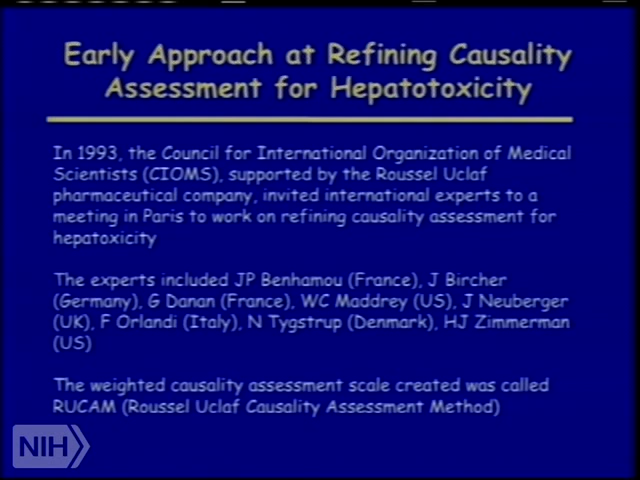 Early Approach at Refining Causality
Assessment for Hepatotoxicity
In 1993, the Council for International Organization of Medical
Scientists (CIOMS), supported by the Roussel Uclaf
pharmaceutical company, invited international experts to a
meeting in Paris to work on refining causality assessment for
hepatoxicity
The experts included JP Benhamou (France), J Bircher
(Germany), G Danan (France), WC Maddrey (US), J Neuberger
(UK), F Orlandi (Italy), N Tygstrup (Denmark), HJ Zimmerman
(US)
The weighted causality assessment scale created was called
RUCAM (Roussel Uclaf Causality Assessment Method)
NIH